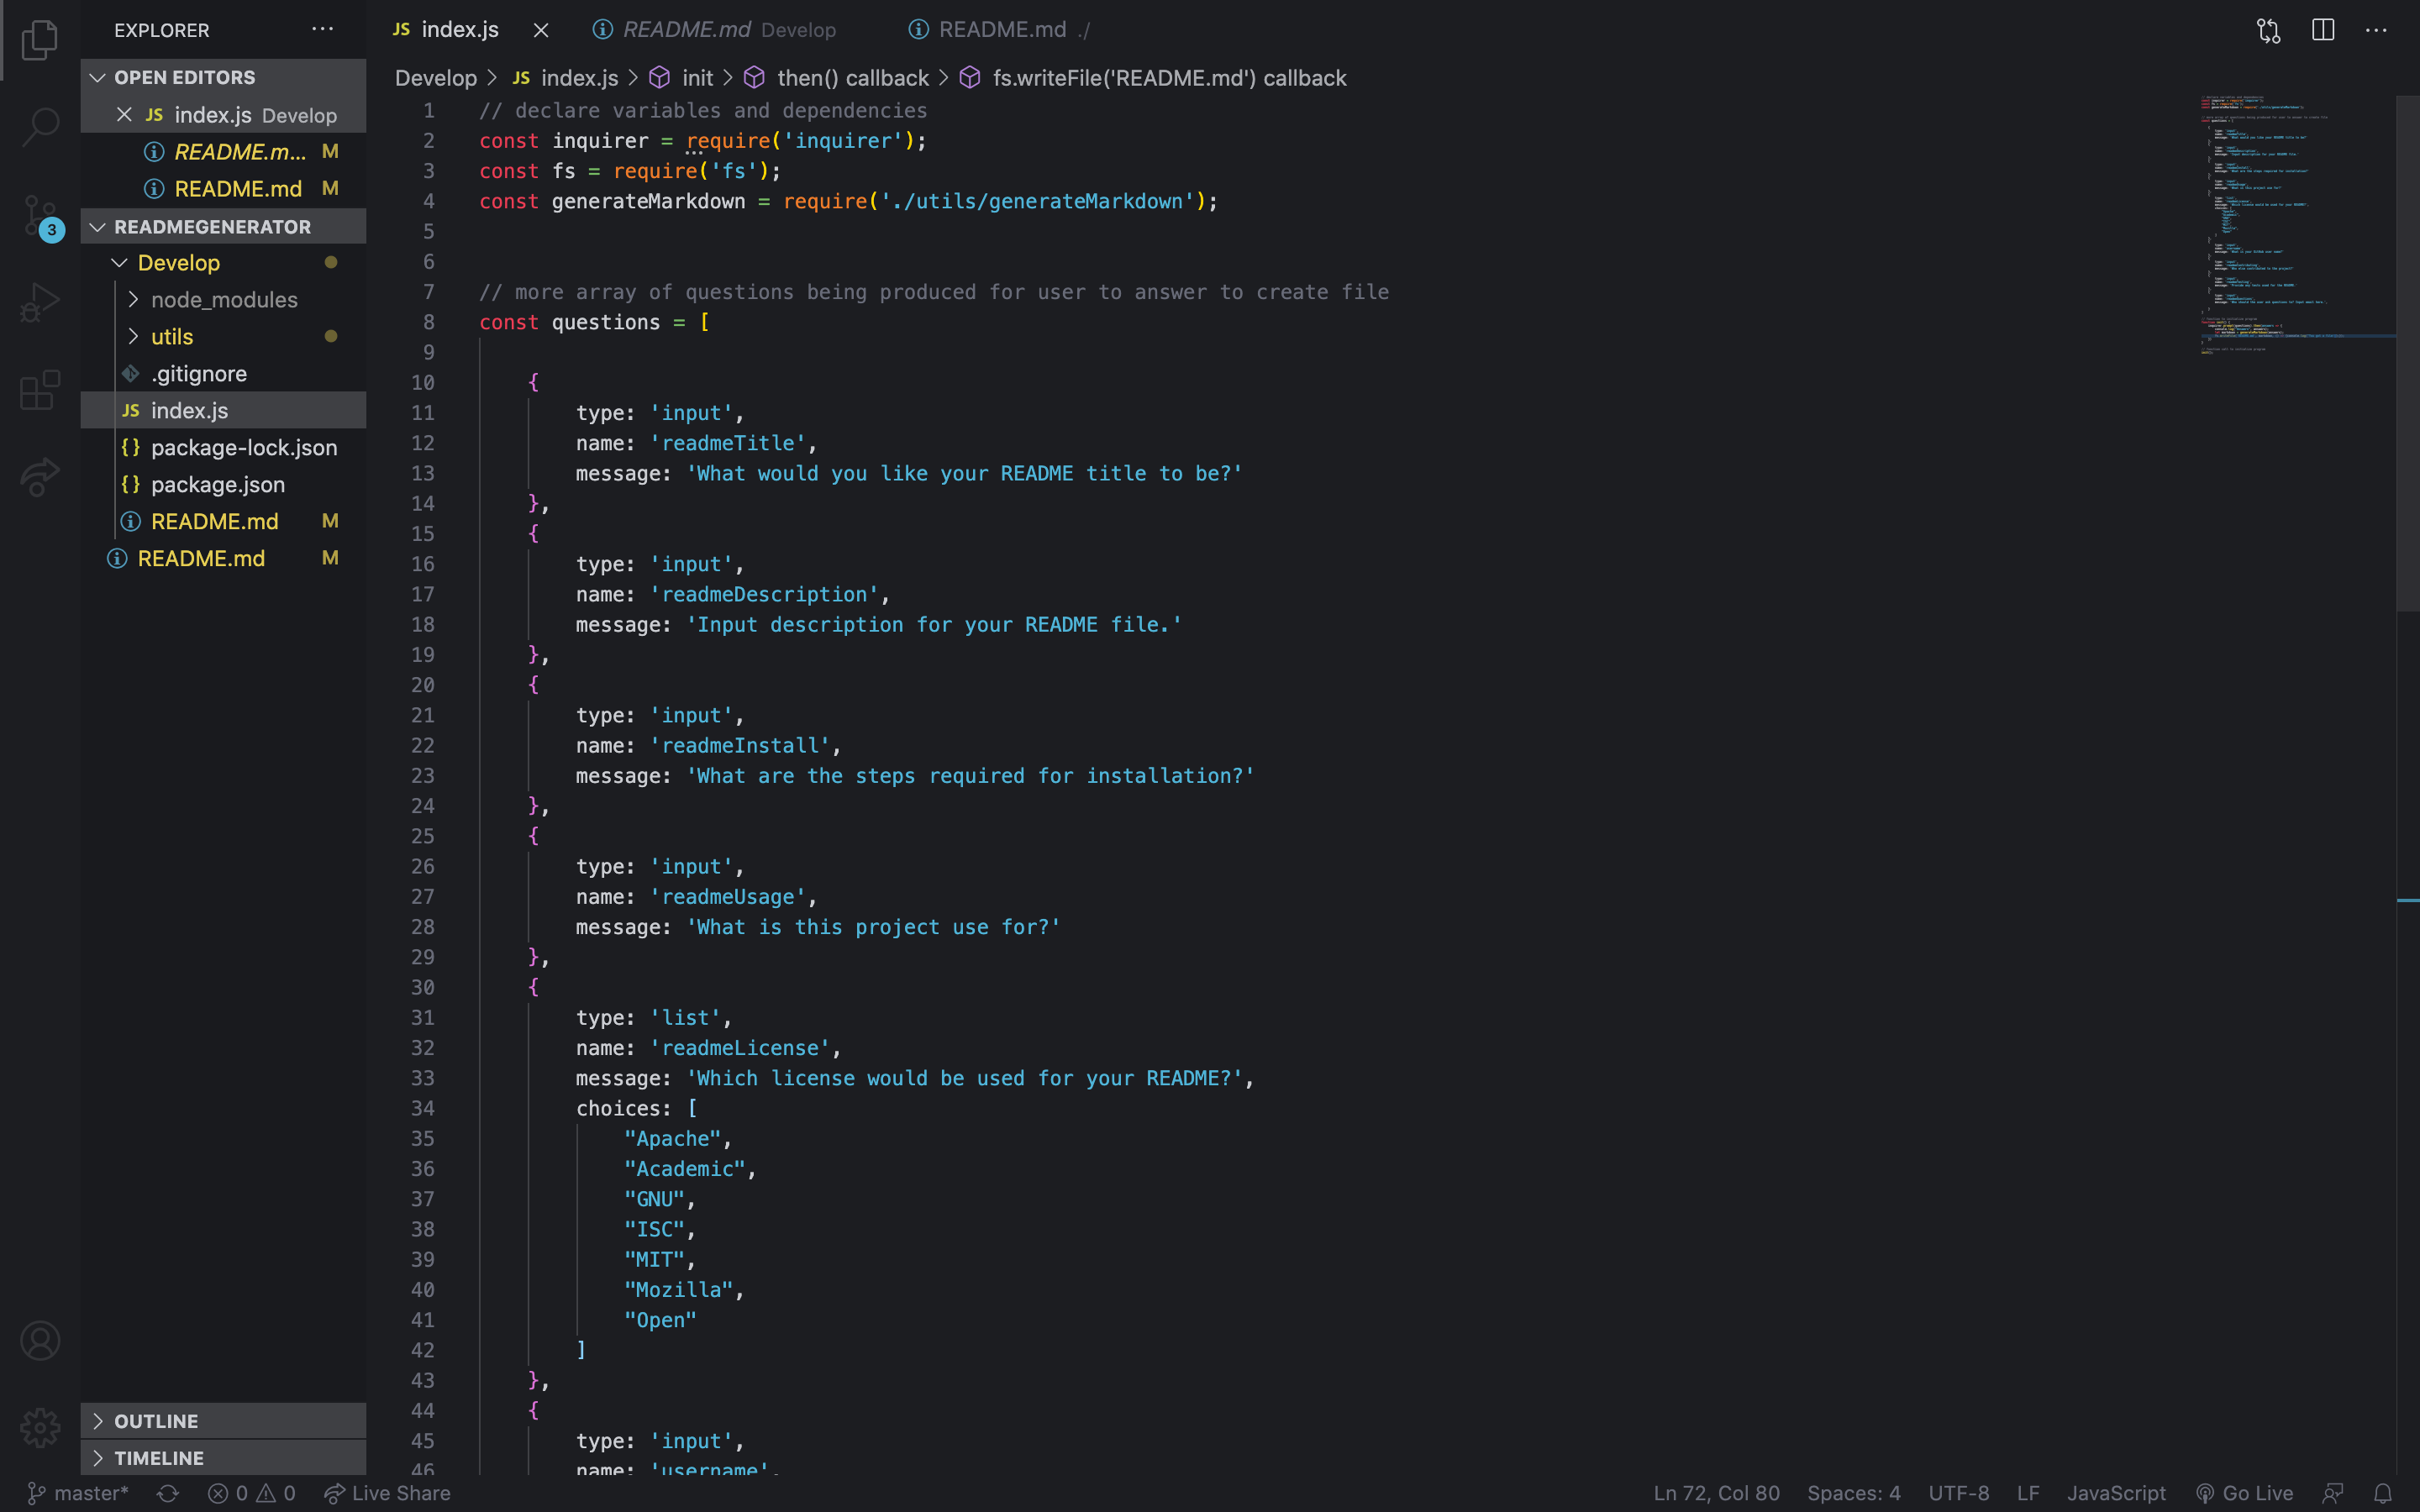 EXPLORER
OPEN EDITORS
JS index.js Develop
README.m... M
README.md M
READMEGENERATOR
Develop
node_modules
utils
.gitignore
JS index.js
{} package-lock.json
{} package.json
README.md M
README.md M
OUTLINE
TIMELINE
3
JS index.js README.md Develop README.md ./
Develop > JS index.js > init > then() callback > fs.writeFile('README.md') callback
1 // declare variables and dependencies
2 const inquirer = require('inquirer');
3 const fs = require('fs');
4 const generateMarkdown = require('./utils/generateMarkdown');
5
6
7 // more array of questions being produced for user to answer to create file
8 const questions = [
9
10 {
11 type: 'input',
12 name: 'readmeTitle',
13 message: 'What would you like your README title to be?'
14 },
15 {
16 type: 'input',
17 name: 'readmeDescription',
18 message: 'Input description for your README file.'
19 },
20 {
21 type: 'input',
22 name: 'readmeInstall',
23 message: 'What are the steps required for installation?'
24 },
25 {
26 type: 'input',
27 name: 'readmeUsage',
28 message: 'What is this project use for?'
29 },
30 {
31 type: 'list',
32 name: 'readmeLicense',
33 message: 'Which license would be used for your README?',
34 choices: [
35 "Apache",
36 "Academic",
37 "GNU",
38 "ISC",
39 "MIT",
40 "Mozilla",
41 "Open"
42 ]
43 },
44 {
45 type: 'input',
46 name: 'username',
master* 0 0 Live Share Ln 72, Col 80 Spaces: 4 UTF-8 LF JavaScript Go Live